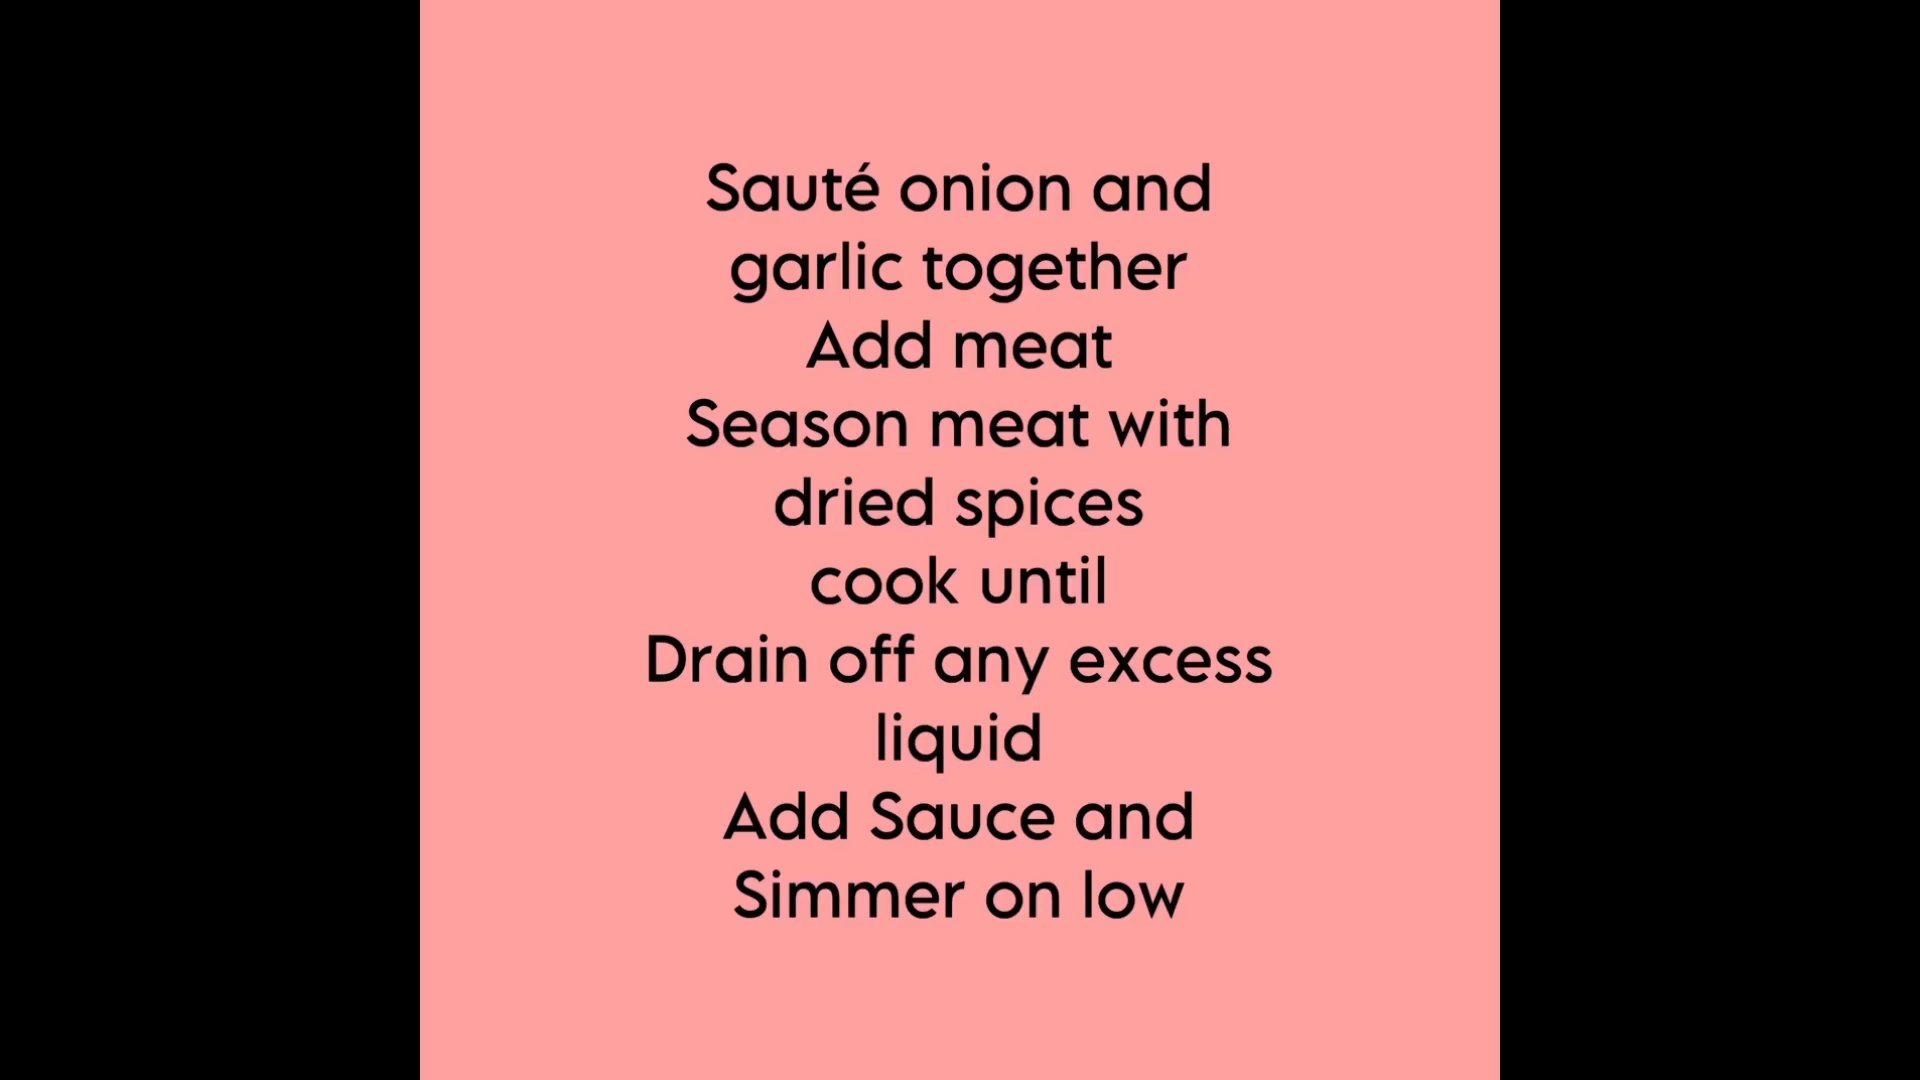 Sauté onion and
garlic together
Add meat
Season meat with
dried spices
cook until
Drain off any excess
liquid
Add Sauce and
Simmer on low